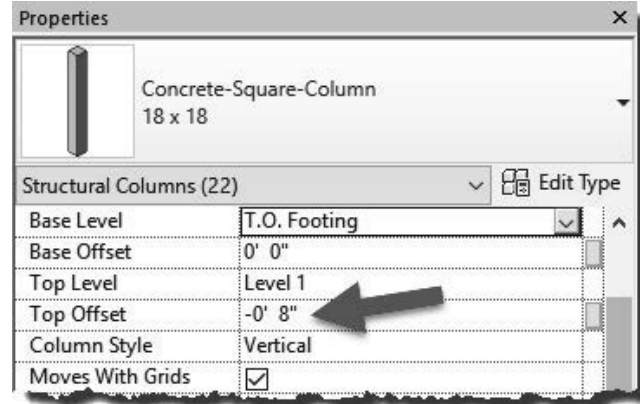 Properties
Concrete-Square-Column
18 x 18
Structural Columns (22) Edit Type
Base Level T.O. Footing
Base Offset 0' 0"
Top Level Level 1
Top Offset -0' 8"
Column Style Vertical
Moves With Grids